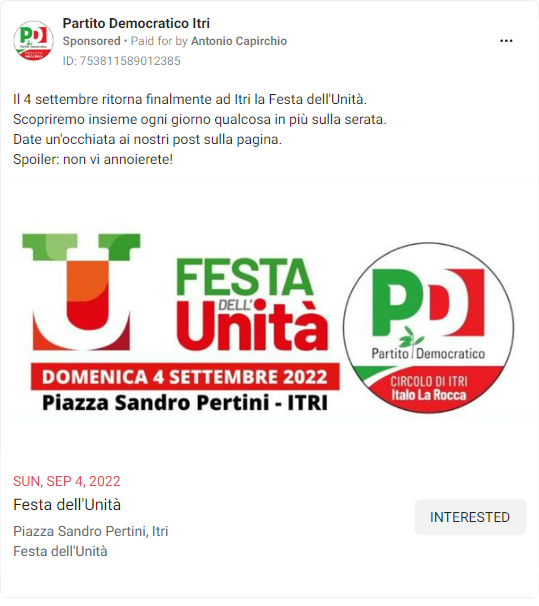 Partito Democratico Itri
Sponsored • Paid for by Antonio Capirchio
ID: 753811589012385
Il 4 settembre ritorna finalmente ad Itri la Festa dell'Unità.
Scopriremo insieme ogni giorno qualcosa in più sulla serata.
Date un'occhiata ai nostri post sulla pagina.
Spoiler: non vi annoierete!
FESTA
DELL'
Unità
DOMENICA 4 SETTEMBRE 2022
Piazza Sandro Pertini - ITRI
PD
Partito Democratico
CIRCOLO DI ITRI
Italo La Rocca
SUN, SEP 4, 2022
Festa dell'Unità
Piazza Sandro Pertini, Itri
Festa dell'Unità
INTERESTED